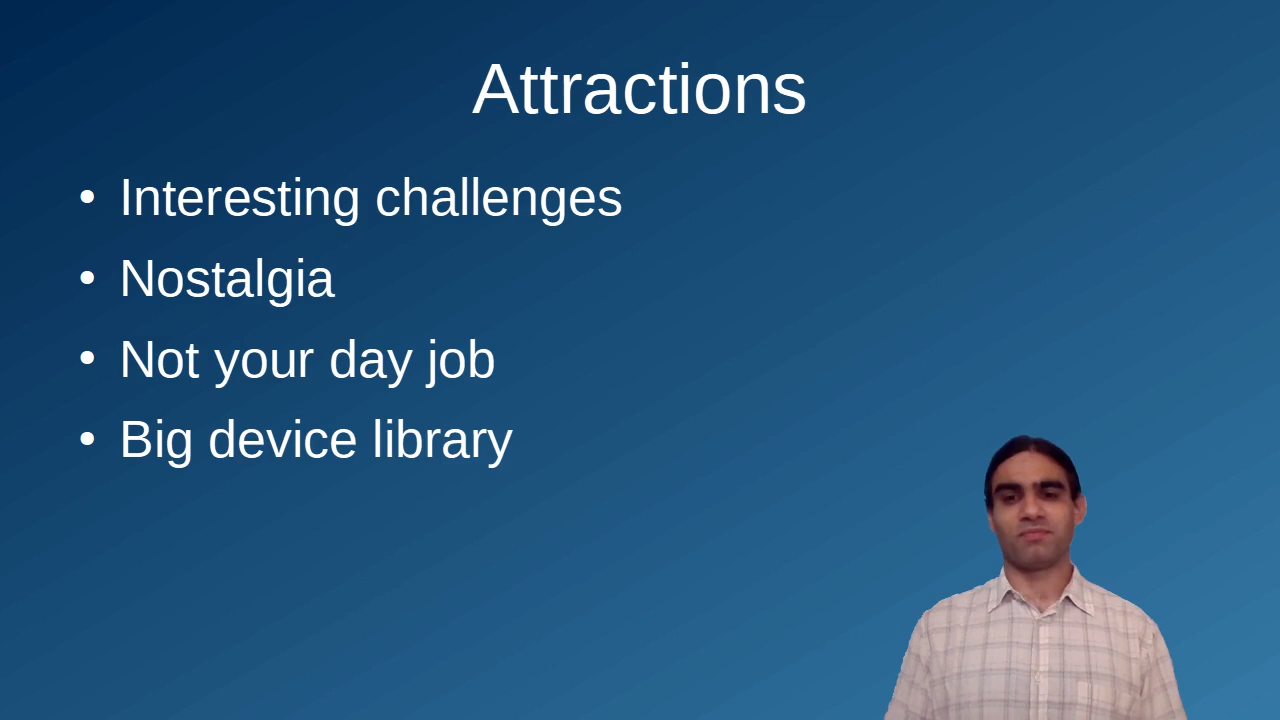 Attractions
• Interesting challenges
• Nostalgia
• Not your day job
• Big device library